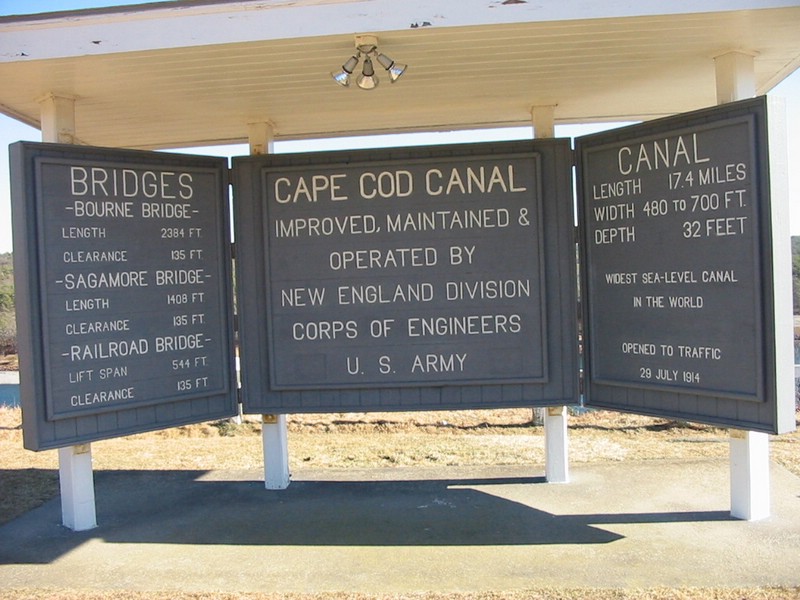 BRIDGES
-BOURNE BRIDGE-
LENGTH 2384 FT.
CLEARANCE 135 FT.
-SAGAMORE BRIDGE-
LENGTH 1408 FT.
CLEARANCE 135 FT.
-RAILROAD BRIDGE-
LIFT SPAN 544 FT.
CLEARANCE 135 FT.
CAPE COD CANAL
IMPROVED, MAINTAINED &
OPERATED BY
NEW ENGLAND DIVISION
CORPS OF ENGINEERS
U. S. ARMY
CANAL
LENGTH 17.4 MILES
WIDTH 480 TO 700 FT.
DEPTH 32 FEET
WIDEST SEA-LEVEL CANAL
IN THE WORLD
OPENED TO TRAFFIC
29 JULY 1914